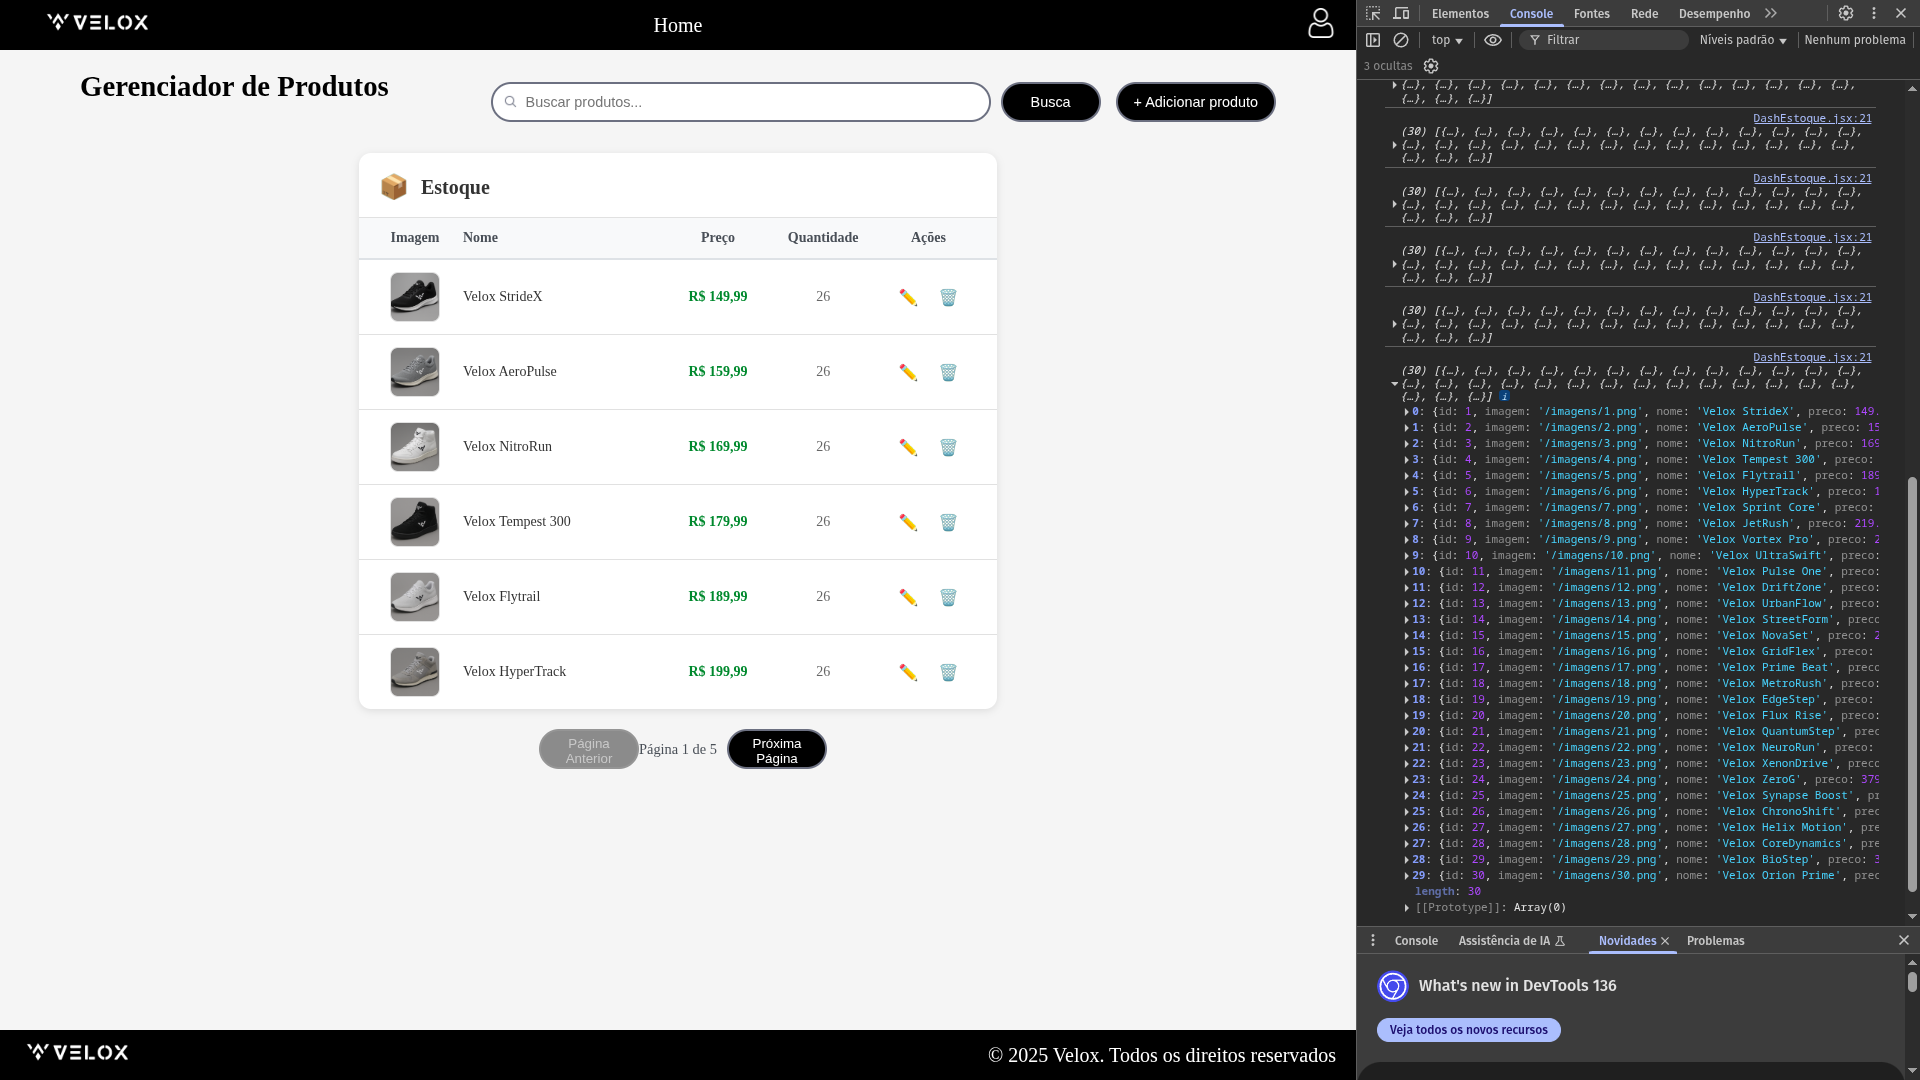 VELOX
Home
Gerenciador de Produtos
Buscar produtos...
Busca
+ Adicionar produto
Estoque
Imagem Nome Preço Quantidade Ações
Velox StrideX R$ 149,99 26
Velox AeroPulse R$ 159,99 26
Velox NitroRun R$ 169,99 26
Velox Tempest 300 R$ 179,99 26
Velox Flytrail R$ 189,99 26
Velox HyperTrack R$ 199,99 26
Página Anterior
Página 1 de 5
Próxima Página
VELOX
© 2025 Velox. Todos os direitos reservados
Elementos Console Fontes Rede Desempenho
top Filtrar Níveis padrão Nenhum problema
3 ocultas
{…}, {…}, {…}, {…}, {…}, {…}, {…}, {…}, {…}, {…}, {…}, {…}, {…}, {…},
{…}, {…}, {…}]
DashEstoque.jsx:21
(30) [{…}, {…}, {…}, {…}, {…}, {…}, {…}, {…}, {…}, {…}, {…}, {…}, {…},
{…}, {…}, {…}, {…}, {…}, {…}, {…}, {…}, {…}, {…}, {…}, {…}, {…}, {…},
{…}, {…}, {…}]
DashEstoque.jsx:21
(30) [{…}, {…}, {…}, {…}, {…}, {…}, {…}, {…}, {…}, {…}, {…}, {…}, {…},
{…}, {…}, {…}, {…}, {…}, {…}, {…}, {…}, {…}, {…}, {…}, {…}, {…}, {…},
{…}, {…}, {…}]
DashEstoque.jsx:21
(30) [{…}, {…}, {…}, {…}, {…}, {…}, {…}, {…}, {…}, {…}, {…}, {…}, {…},
{…}, {…}, {…}, {…}, {…}, {…}, {…}, {…}, {…}, {…}, {…}, {…}, {…}, {…},
{…}, {…}, {…}]
DashEstoque.jsx:21
(30) [{…}, {…}, {…}, {…}, {…}, {…}, {…}, {…}, {…}, {…}, {…}, {…}, {…},
{…}, {…}, {…}, {…}, {…}, {…}, {…}, {…}, {…}, {…}, {…}, {…}, {…}, {…},
{…}, {…}, {…}]
DashEstoque.jsx:21
(30) [{…}, {…}, {…}, {…}, {…}, {…}, {…}, {…}, {…}, {…}, {…}, {…}, {…},
{…}, {…}, {…}, {…}, {…}, {…}, {…}, {…}, {…}, {…}, {…}, {…}, {…}, {…},
{…}, {…}, {…}] i
0: {id: 1, imagem: '/imagens/1.png', nome: 'Velox StrideX', preco: 149.
1: {id: 2, imagem: '/imagens/2.png', nome: 'Velox AeroPulse', preco: 15
2: {id: 3, imagem: '/imagens/3.png', nome: 'Velox NitroRun', preco: 169
3: {id: 4, imagem: '/imagens/4.png', nome: 'Velox Tempest 300', preco:
4: {id: 5, imagem: '/imagens/5.png', nome: 'Velox Flytrail', preco: 189
5: {id: 6, imagem: '/imagens/6.png', nome: 'Velox HyperTrack', preco: 1
6: {id: 7, imagem: '/imagens/7.png', nome: 'Velox Sprint Core', preco:
7: {id: 8, imagem: '/imagens/8.png', nome: 'Velox JetRush', preco: 219.
8: {id: 9, imagem: '/imagens/9.png', nome: 'Velox Vortex Pro', preco: 2
9: {id: 10, imagem: '/imagens/10.png', nome: 'Velox UltraSwift', preco:
10: {id: 11, imagem: '/imagens/11.png', nome: 'Velox Pulse One', preco:
11: {id: 12, imagem: '/imagens/12.png', nome: 'Velox DriftZone', preco:
12: {id: 13, imagem: '/imagens/13.png', nome: 'Velox UrbanFlow', preco:
13: {id: 14, imagem: '/imagens/14.png', nome: 'Velox StreetForm', preco
14: {id: 15, imagem: '/imagens/15.png', nome: 'Velox NovaSet', preco: 2
15: {id: 16, imagem: '/imagens/16.png', nome: 'Velox GridFlex', preco:
16: {id: 17, imagem: '/imagens/17.png', nome: 'Velox Prime Beat', preco
17: {id: 18, imagem: '/imagens/18.png', nome: 'Velox MetroRush', preco:
18: {id: 19, imagem: '/imagens/19.png', nome: 'Velox EdgeStep', preco:
19: {id: 20, imagem: '/imagens/20.png', nome: 'Velox Flux Rise', preco:
20: {id: 21, imagem: '/imagens/21.png', nome: 'Velox QuantumStep', prec
21: {id: 22, imagem: '/imagens/22.png', nome: 'Velox NeuroRun', preco:
22: {id: 23, imagem: '/imagens/23.png', nome: 'Velox XenonDrive', preco
23: {id: 24, imagem: '/imagens/24.png', nome: 'Velox ZeroG', preco: 379
24: {id: 25, imagem: '/imagens/25.png', nome: 'Velox Synapse Boost', pr
25: {id: 26, imagem: '/imagens/26.png', nome: 'Velox ChronoShift', prec
26: {id: 27, imagem: '/imagens/27.png', nome: 'Velox Helix Motion', pre
27: {id: 28, imagem: '/imagens/28.png', nome: 'Velox CoreDynamics', pre
28: {id: 29, imagem: '/imagens/29.png', nome: 'Velox BioStep', preco: 3
29: {id: 30, imagem: '/imagens/30.png', nome: 'Velox Orion Prime', prec
length: 30
[[Prototype]]: Array(0)
Console Assistência de IA Novidades Problemas
What's new in DevTools 136
Veja todos os novos recursos